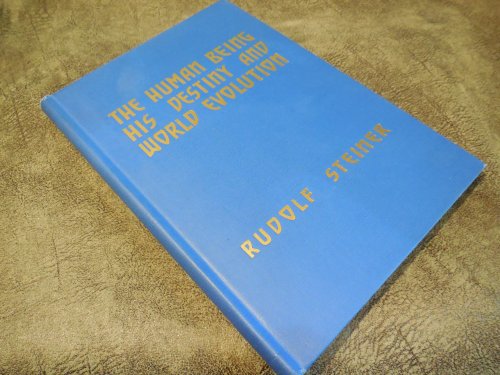 THE HUMAN BEING
HIS DESTINY AND
WORLD EVOLUTION
RUDOLF STEINER